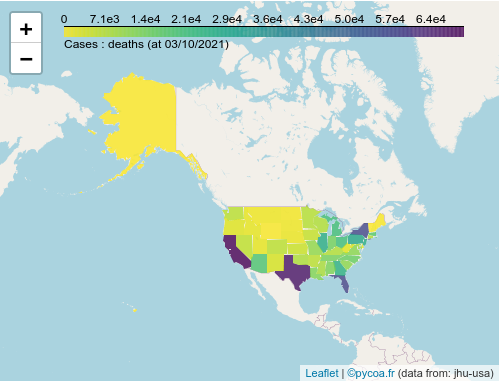 +
−
0 7.1e3 1.4e4 2.1e4 2.9e4 3.6e4 4.3e4 5.0e4 5.7e4 6.4e4
Cases : deaths (at 03/10/2021)
Leaflet | ©pycoa.fr (data from: jhu-usa)